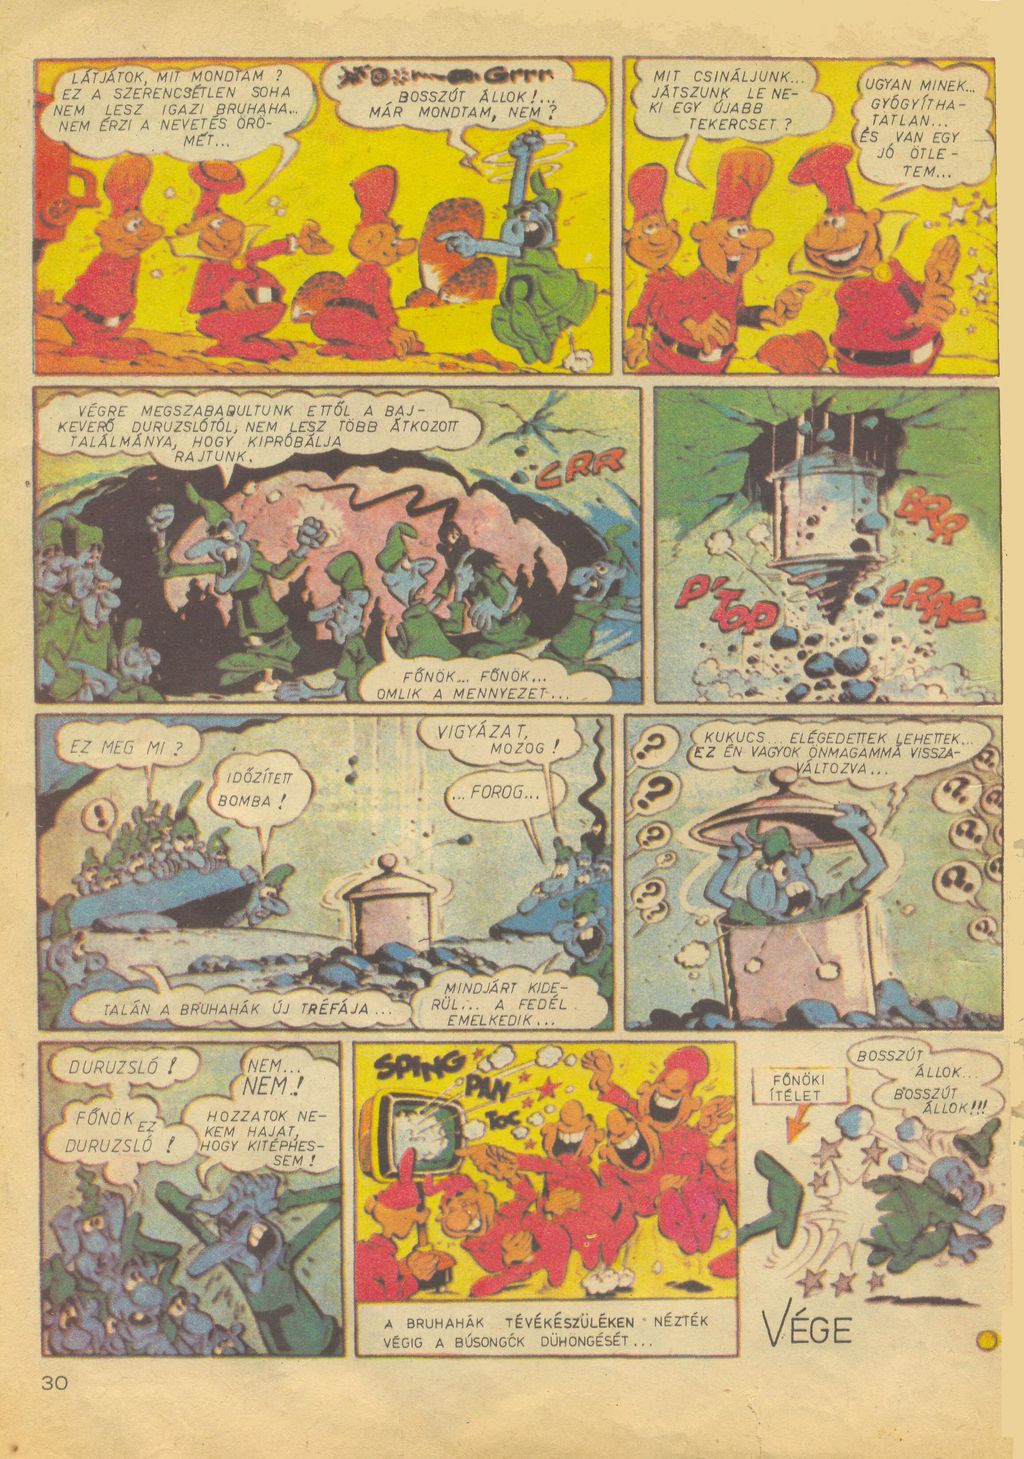 LÁTJÁTOK, MIT MONDTAM ?
EZ A SZERENCSÉTLEN SOHA
NEM LESZ IGAZI BRUHAHA...
NEM ÉRZI A NEVETÉS ÖRÖ-
MÉT...
Grrr
BOSSZÚT ÁLLOK !...
MÁR MONDTAM, NEM ?
MIT CSINÁLJUNK...
JÁTSZUNK LE NE-
KI EGY ÚJABB
TEKERCSET ?
UGYAN MINEK...
GYÓGYÍTHA-
TATLAN...
ÉS VAN EGY
JÓ ÖTLE-
TEM...
VÉGRE MEGSZABADULTUNK ETTŐL A BAJ-
KEVERŐ DURUZSLÓTÓL, NEM LESZ TÖBB ÁTKOZOTT
TALÁLMÁNYA, HOGY KIPRÓBÁLJA
RAJTUNK.
CRR
FŐNÖK... FŐNÖK...
OMLIK A MENNYEZET...
BRR
P'TOP
CRAC
EZ MEG MI ?
IDŐZÍTETT
BOMBA !
VIGYÁZAT,
MOZOG !
... FOROG...
!
TALÁN A BRUHAHÁK ÚJ TRÉFÁJA...
MINDJÁRT KIDE-
RÜL... A FEDÉL
EMELKEDIK...
KUKUCS... ELÉGEDETTEK LEHETTEK...
EZ ÉN VAGYOK ÖNMAGAMMÁ VISSZA-
VÁLTOZVA...
?
?
?
?
?
?
?
?
DURUZSLÓ !
FŐNÖK EZ
DURUZSLÓ !
NEM...
NEM !
HOZZATOK NE-
KEM HAJAT,
HOGY KITÉPHES-
SEM !
SPING
PAN
TOC
A BRUHAHÁK TÉVÉKÉSZÜLÉKEN NÉZTÉK
VÉGIG A BÚSONGÓK DÜHÖNGÉSÉT...
FŐNÖKI
ÍTÉLET
BOSSZÚT
ÁLLOK...
BOSSZÚT
ÁLLOK!!!
VÉGE
30